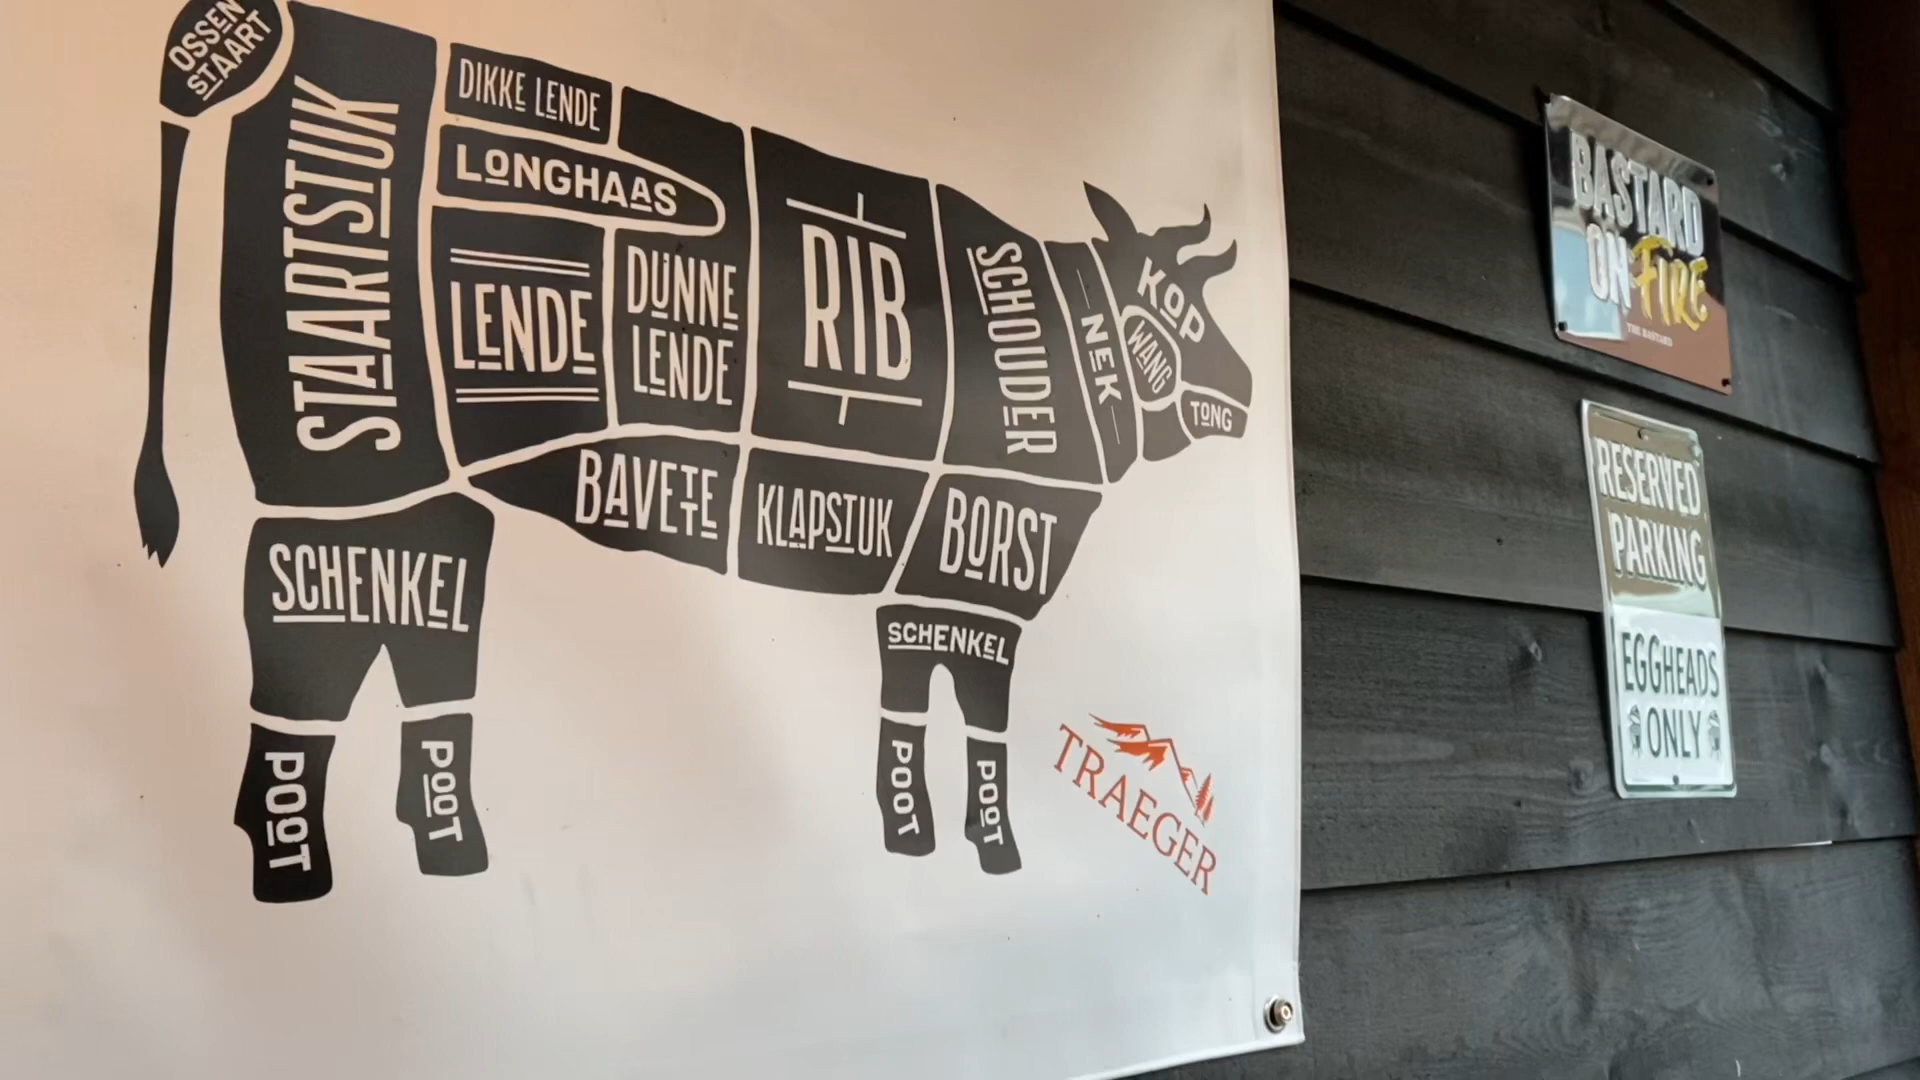 OSSEN
STAART
STAARTSTUK
DIKKE LENDE
LONGHAAS
LENDE
DUNNE
LENDE
RIB
SCHOUDER
NEK
KOP
WANG
TONG
BAVETTE
KLAPSTUK
BORST
SCHENKEL
SCHENKEL
POOT
POOT
POOT
POOT
TRAEGER
BASTARD
ON FIRE
THE BASTARD
RESERVED
PARKING
EGGHEADS
ONLY